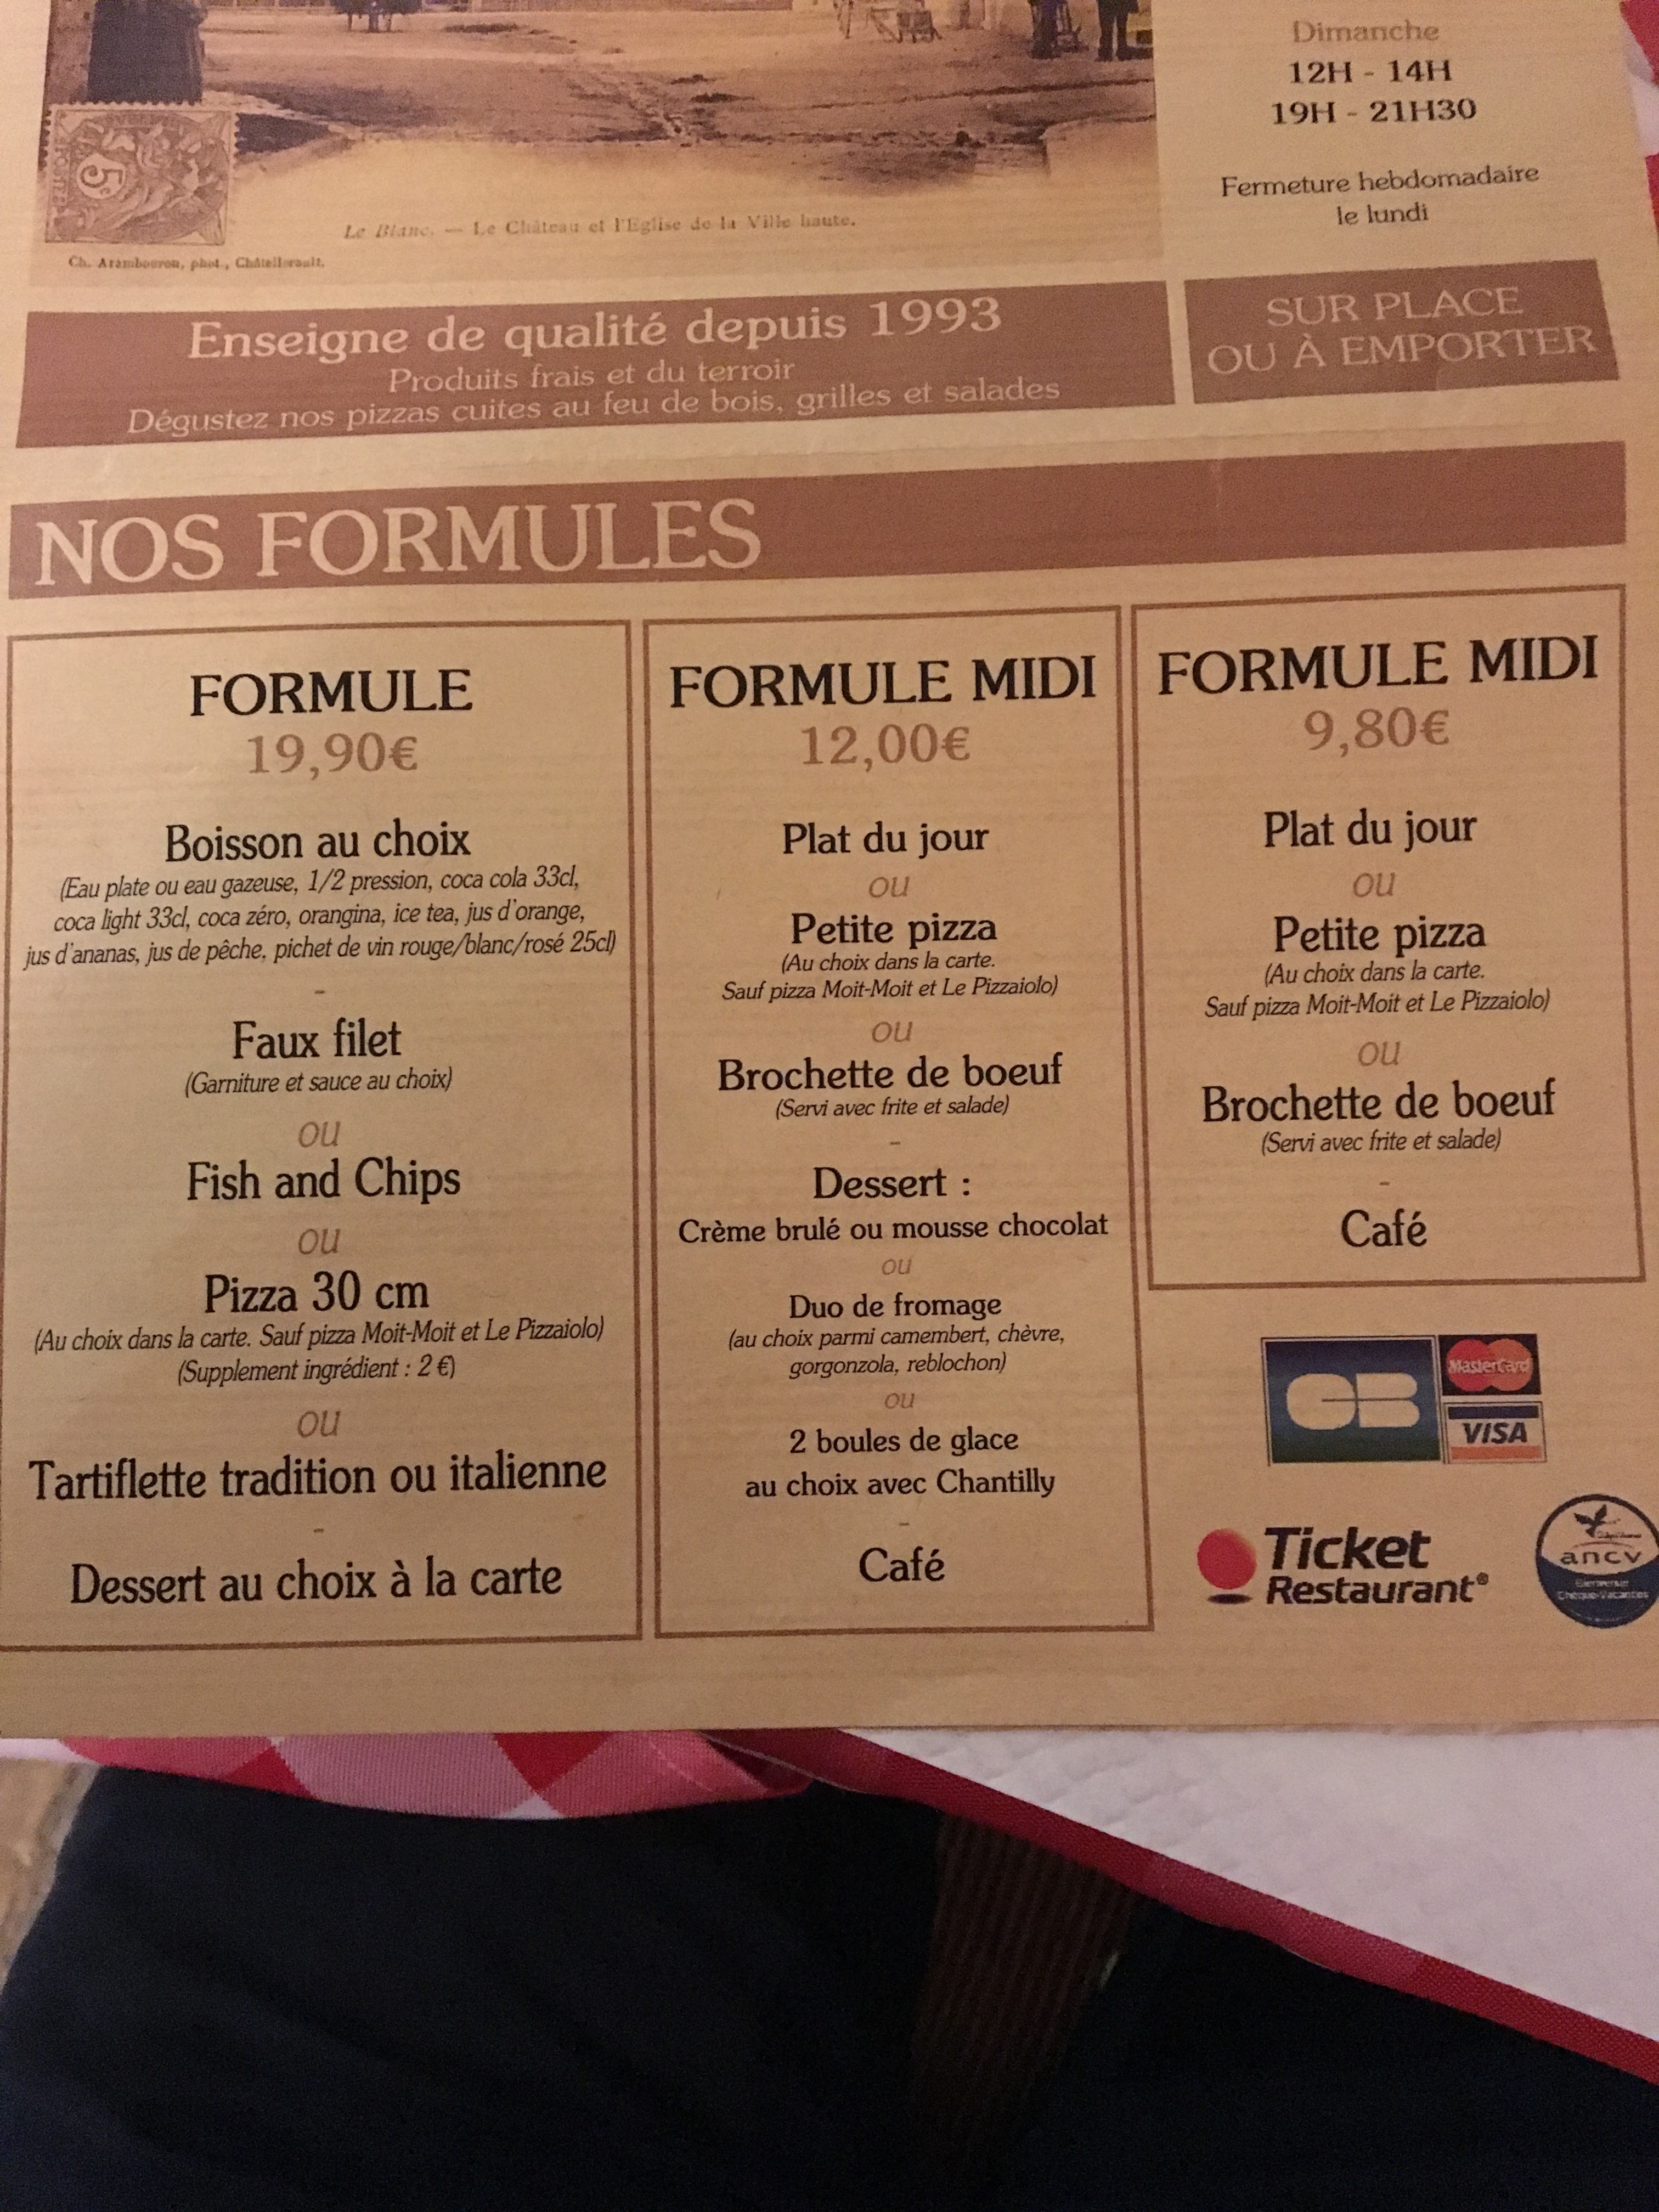 Dimanche
12H - 14H
19H - 21H30
Fermeture hebdomadaire
le lundi
5c
POSTES
Le Blanc. — Le Château et l'Eglise de la Ville haute.
Ch. Arambourou, phot., Châtellerault.
Enseigne de qualité depuis 1993
Produits frais et du terroir
Dégustez nos pizzas cuites au feu de bois, grilles et salades
SUR PLACE
OU À EMPORTER
NOS FORMULES
FORMULE
19,90€
Boisson au choix
(Eau plate ou eau gazeuse, 1/2 pression, coca cola 33cl,
coca light 33cl, coca zéro, orangina, ice tea, jus d'orange,
jus d'ananas, jus de pêche, pichet de vin rouge/blanc/rosé 25cl)
-
Faux filet
(Garniture et sauce au choix)
ou
Fish and Chips
ou
Pizza 30 cm
(Au choix dans la carte. Sauf pizza Moit-Moit et Le Pizzaiolo)
(Supplement ingrédient : 2 €)
ou
Tartiflette tradition ou italienne
-
Dessert au choix à la carte
FORMULE MIDI
12,00€
Plat du jour
ou
Petite pizza
(Au choix dans la carte.
Sauf pizza Moit-Moit et Le Pizzaiolo)
ou
Brochette de boeuf
(Servi avec frite et salade)
-
Dessert :
Crème brulé ou mousse chocolat
ou
Duo de fromage
(au choix parmi camembert, chèvre,
gorgonzola, reblochon)
ou
2 boules de glace
au choix avec Chantilly
-
Café
FORMULE MIDI
9,80€
Plat du jour
ou
Petite pizza
(Au choix dans la carte.
Sauf pizza Moit-Moit et Le Pizzaiolo)
ou
Brochette de boeuf
(Servi avec frite et salade)
-
Café
CB
MasterCard
VISA
Ticket
Restaurant®
ancv
Chèque-Vacances